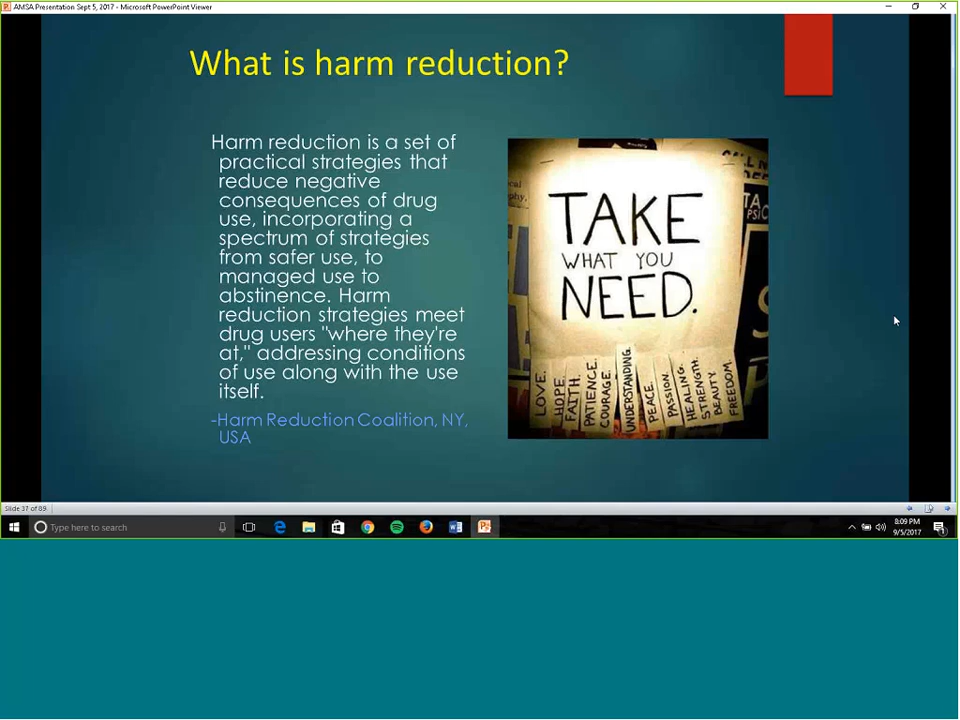 AMSA Presentation Sept 5, 2017 - Microsoft PowerPoint Viewer
What is harm reduction?
Harm reduction is a set of
practical strategies that
reduce negative
consequences of drug
use, incorporating a
spectrum of strategies
from safer use, to
managed use to
abstinence. Harm
reduction strategies meet
drug users "where they're
at," addressing conditions
of use along with the use
itself.
-Harm Reduction Coalition, NY,
USA
TAKE
WHAT YOU
NEED.
LOVE.
HOPE.
FAITH.
PATIENCE.
COURAGE.
UNDERSTANDING.
PEACE.
PASSION.
HEALING.
STRENGTH.
BEAUTY.
FREEDOM.
Slide 37 of 89
Type here to search
8:09 PM
9/5/2017